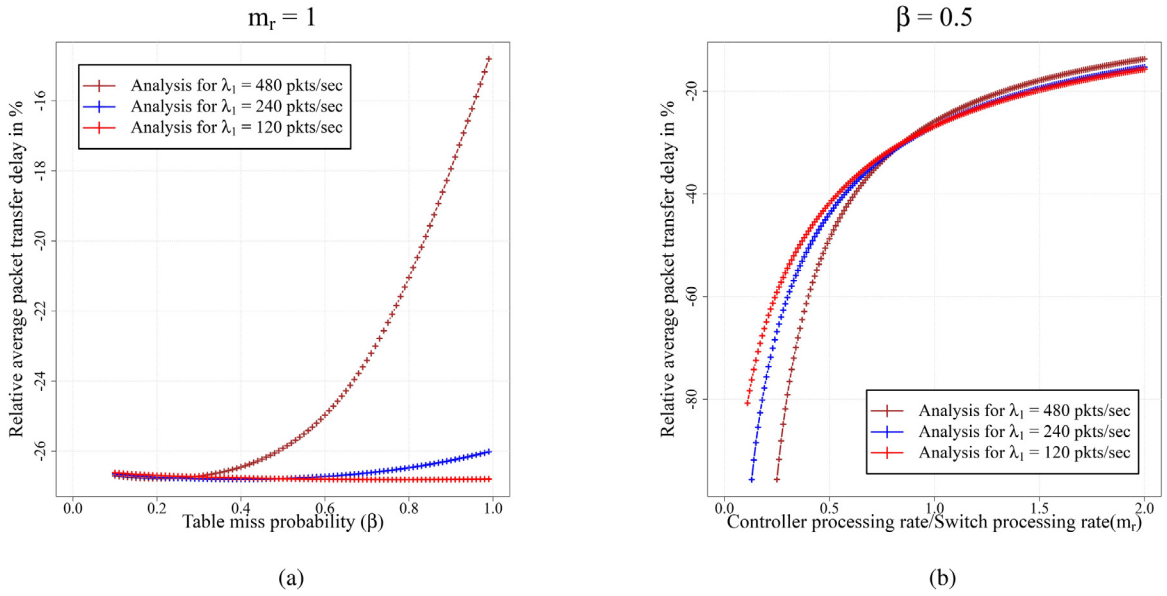 m_r = 1
Relative average packet transfer delay in %
-16
-18
-20
-22
-24
-26
Analysis for λ₁ = 480 pkts/sec
Analysis for λ₁ = 240 pkts/sec
Analysis for λ₁ = 120 pkts/sec
0.0 0.2 0.4 0.6 0.8 1.0
Table miss probability (β)
(a)
β = 0.5
Relative average packet transfer delay in %
-20
-40
-60
-80
Analysis for λ₁ = 480 pkts/sec
Analysis for λ₁ = 240 pkts/sec
Analysis for λ₁ = 120 pkts/sec
0.0 0.5 1.0 1.5 2.0
Controller processing rate/Switch processing rate(m_r)
(b)